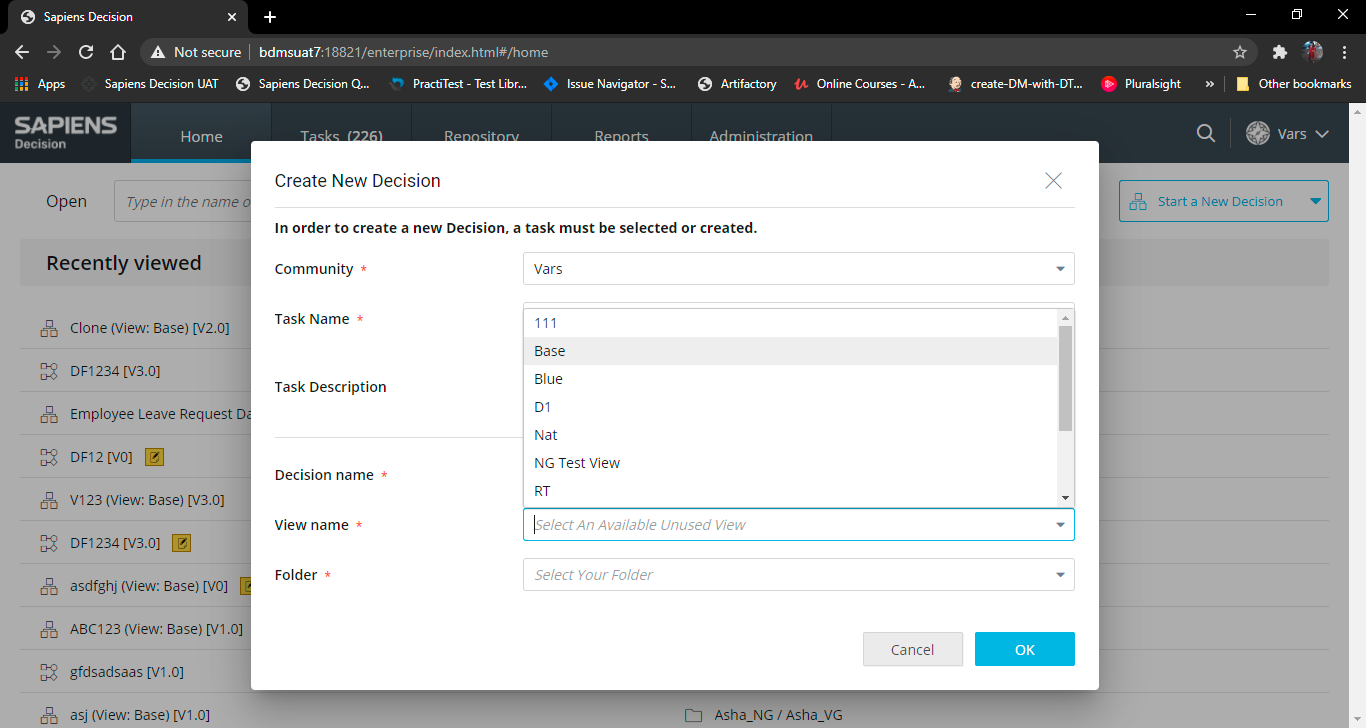 Sapiens Decision
Not secure bdmsuat7:18821/enterprise/index.html#/home
Apps Sapiens Decision UAT Sapiens Decision Q... PractiTest - Test Libr... Issue Navigator - S... Artifactory Online Courses - A... create-DM-with-DT... Pluralsight » Other bookmarks
SAPIENS
Decision
Home Tasks (226) Repository Reports Administration Vars
Open Type in the name o Start a New Decision
Recently viewed
Clone (View: Base) [V2.0]
DF1234 [V3.0]
Employee Leave Request Da
DF12 [V0]
V123 (View: Base) [V3.0]
DF1234 [V3.0]
asdfghj (View: Base) [V0]
ABC123 (View: Base) [V1.0]
gfdsadsaas [V1.0]
asj (View: Base) [V1.0] Asha_NG / Asha_VG
Create New Decision
In order to create a new Decision, a task must be selected or created.
Community * Vars
Task Name *
Task Description
111
Base
Blue
D1
Nat
NG Test View
RT
Decision name *
View name * Select An Available Unused View
Folder * Select Your Folder
Cancel OK